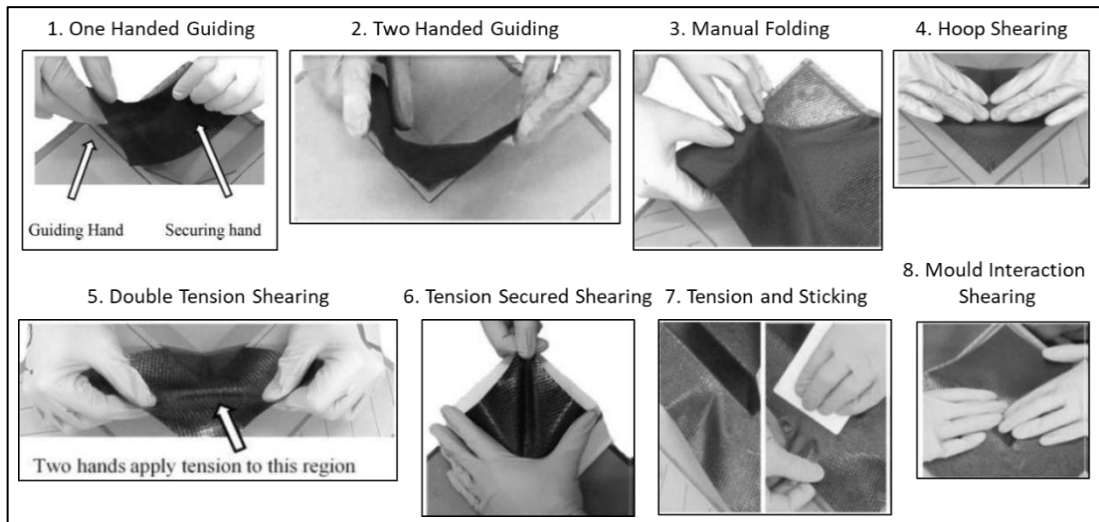 1. One Handed Guiding
2. Two Handed Guiding
3. Manual Folding
4. Hoop Shearing
Guiding Hand
Securing hand
5. Double Tension Shearing
6. Tension Secured Shearing
7. Tension and Sticking
8. Mould Interaction
Shearing
Two hands apply tension to this region